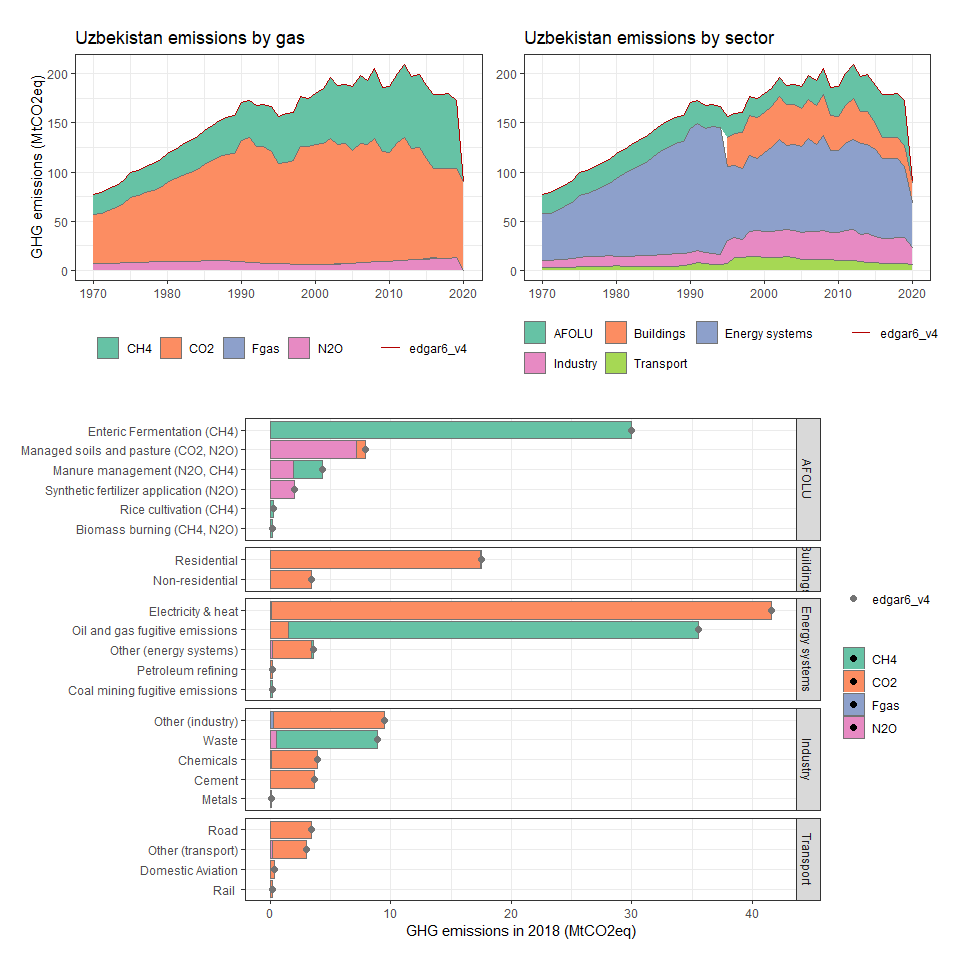 Uzbekistan emissions by gas
GHG emissions (MtCO2eq)
200
150
100
50
0
1970 1980 1990 2000 2010 2020
CH4 CO2 Fgas N2O edgar6_v4
Uzbekistan emissions by sector
200
150
100
50
0
1970 1980 1990 2000 2010 2020
AFOLU Buildings Energy systems edgar6_v4
Industry Transport
Enteric Fermentation (CH4)
Managed soils and pasture (CO2, N2O)
Manure management (N2O, CH4)
Synthetic fertilizer application (N2O)
Rice cultivation (CH4)
Biomass burning (CH4, N2O)
AFOLU
Residential
Non-residential
Buildings
Electricity & heat
Oil and gas fugitive emissions
Other (energy systems)
Petroleum refining
Coal mining fugitive emissions
Energy systems
Other (industry)
Waste
Chemicals
Cement
Metals
Industry
Road
Other (transport)
Domestic Aviation
Rail
Transport
0 10 20 30 40
GHG emissions in 2018 (MtCO2eq)
edgar6_v4
CH4
CO2
Fgas
N2O